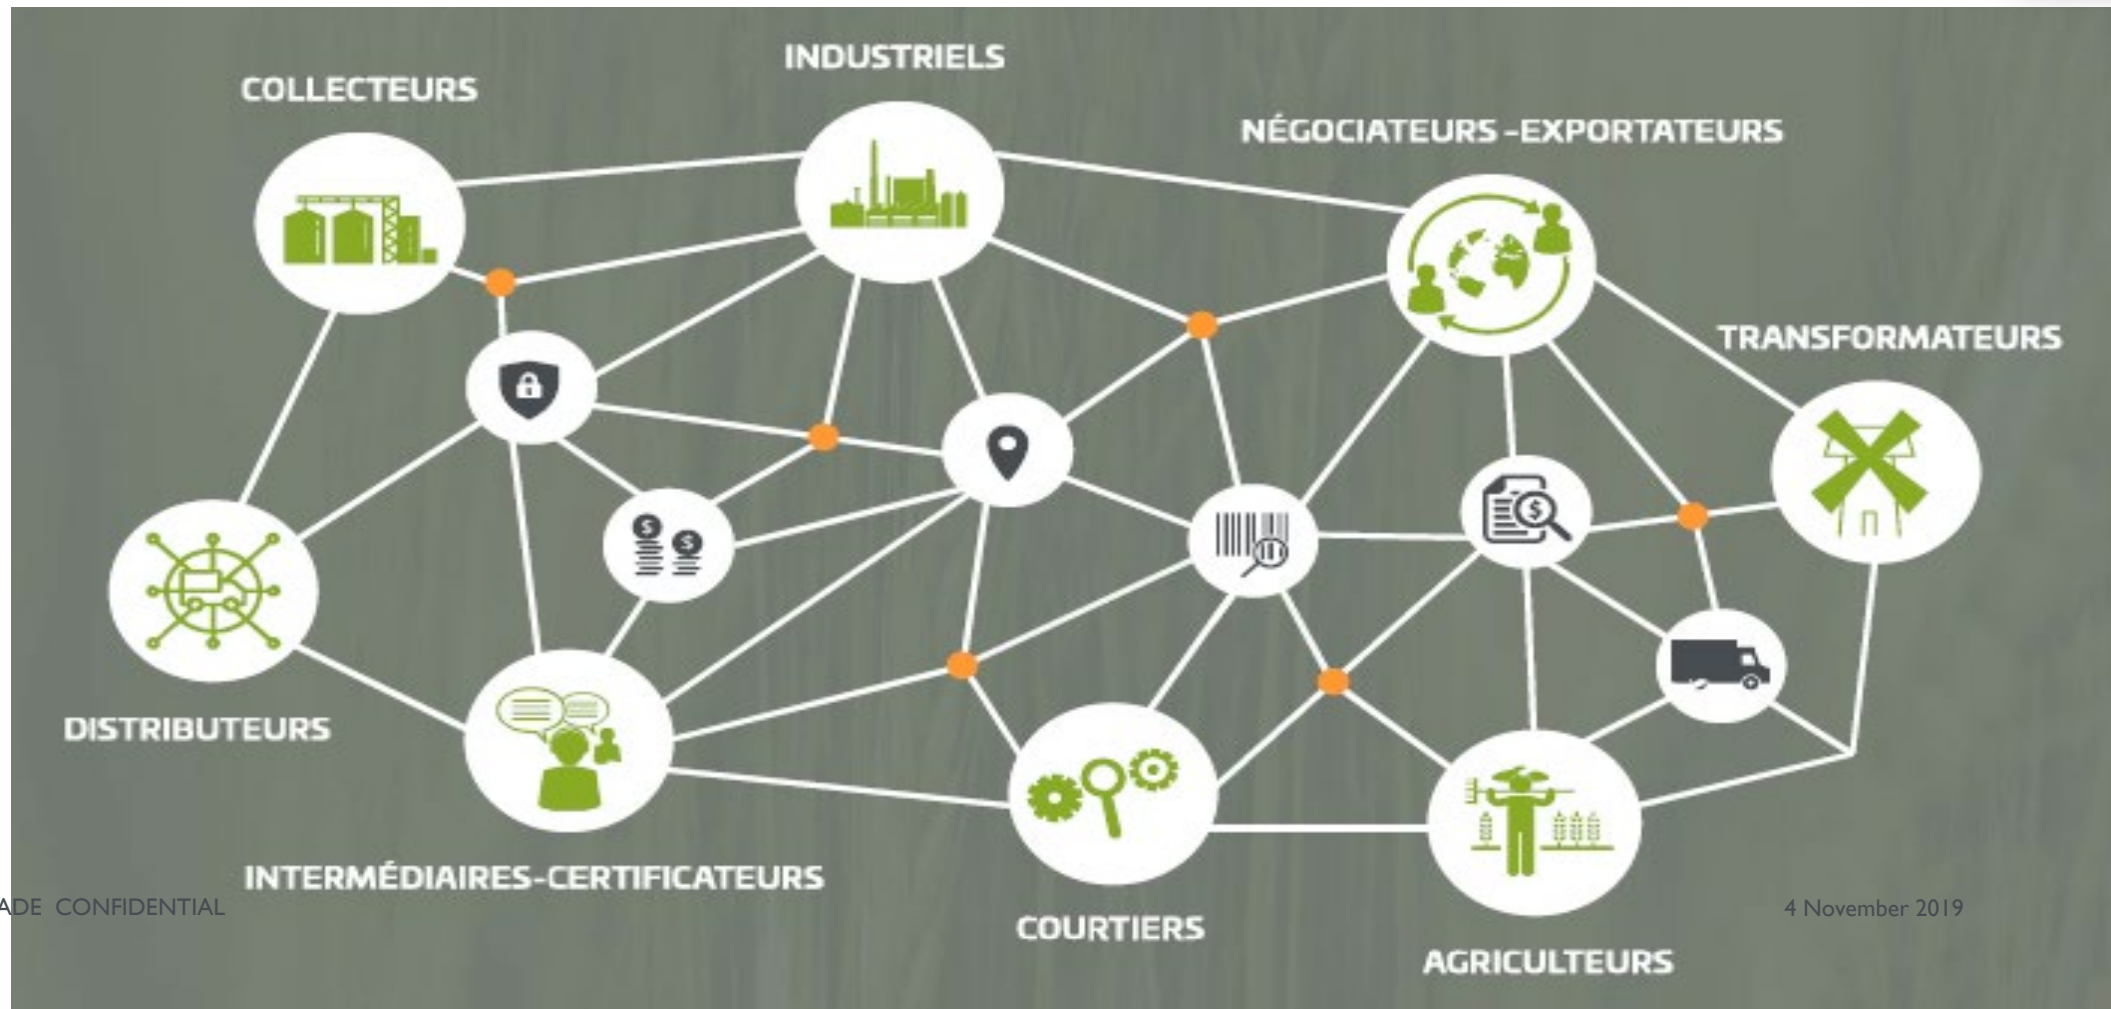 INDUSTRIELS
COLLECTEURS
NÉGOCIATEURS -EXPORTATEURS
TRANSFORMATEURS
DISTRIBUTEURS
INTERMÉDIAIRES-CERTIFICATEURS
ADE CONFIDENTIAL
4 November 2019
COURTIERS
AGRICULTEURS